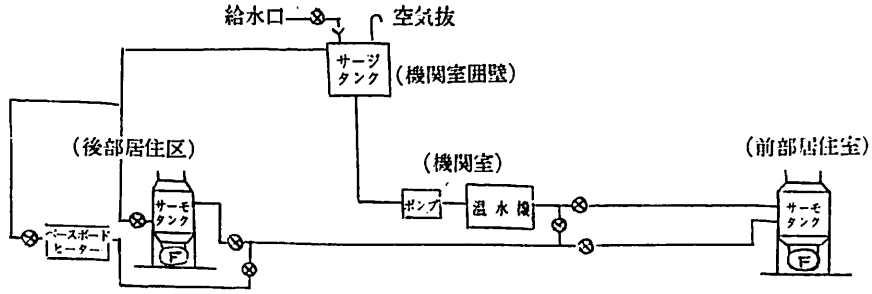 給水口
空気抜
サージ
タンク
(機関室囲壁)
(後部居住区)
(機関室)
(前部居住室)
サーモ
タンク
ポンプ
温水機
サーモ
タンク
ベースボード
ヒーター
F
F